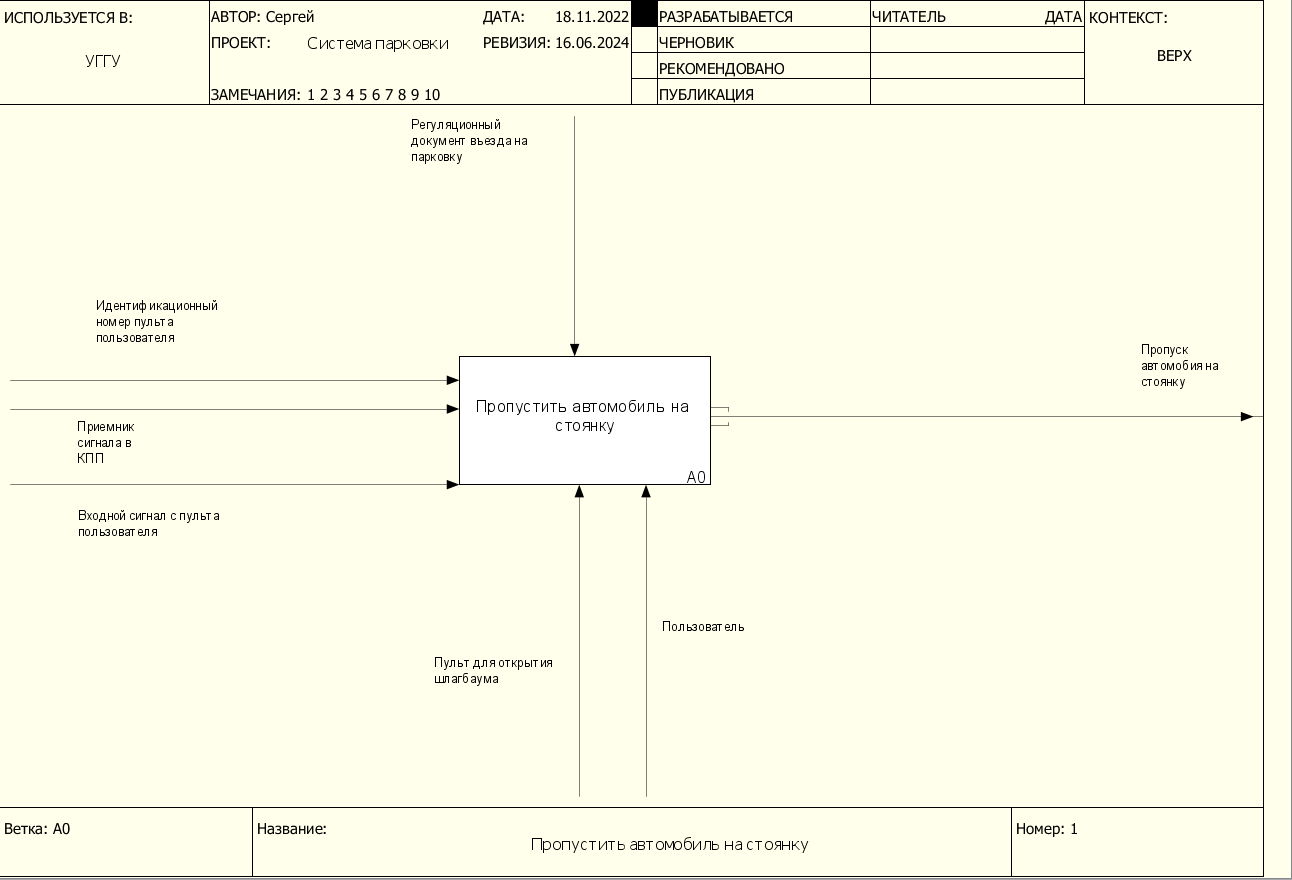 ИСПОЛЬЗУЕТСЯ В:
УГГУ
АВТОР: Сергей
ДАТА: 18.11.2022
ПРОЕКТ: Система парковки
РЕВИЗИЯ: 16.06.2024
ЗАМЕЧАНИЯ: 1 2 3 4 5 6 7 8 9 10
РАЗРАБАТЫВАЕТСЯ
ЧЕРНОВИК
РЕКОМЕНДОВАНО
ПУБЛИКАЦИЯ
ЧИТАТЕЛЬ ДАТА
КОНТЕКСТ:
ВЕРХ
Регуляционный
документ въезда на
парковку
Идентификационный
номер пульта
пользователя
Приемник
сигнала в
КПП
Входной сигнал с пульта
пользователя
Пропустить автомобиль на
стоянку
A0
Пропуск
автомобия на
стоянку
Пользователь
Пульт для открытия
шлагбаума
Ветка: A0
Название:
Пропустить автомобиль на стоянку
Номер: 1